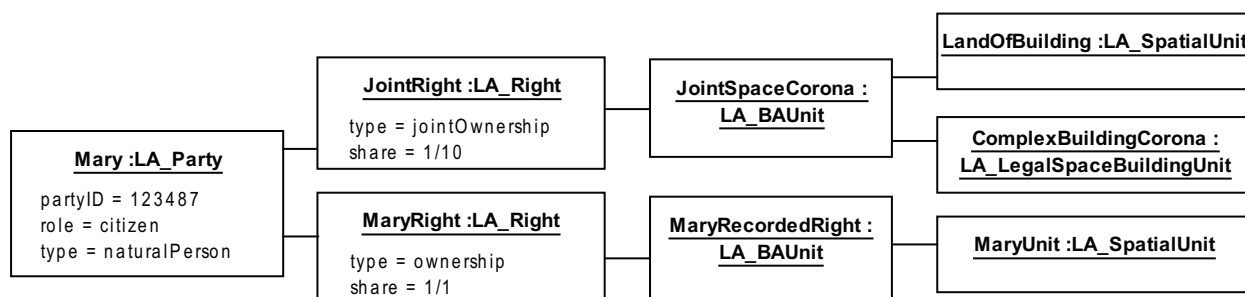 Mary :LA_Party
partyID = 123487
role = citizen
type = naturalPerson
JointRight :LA_Right
type = jointOwnership
share = 1/10
MaryRight :LA_Right
type = ownership
share = 1/1
JointSpaceCorona :
LA_BAUnit
MaryRecordedRight :
LA_BAUnit
LandOfBuilding :LA_SpatialUnit
ComplexBuildingCorona :
LA_LegalSpaceBuildingUnit
MaryUnit :LA_SpatialUnit